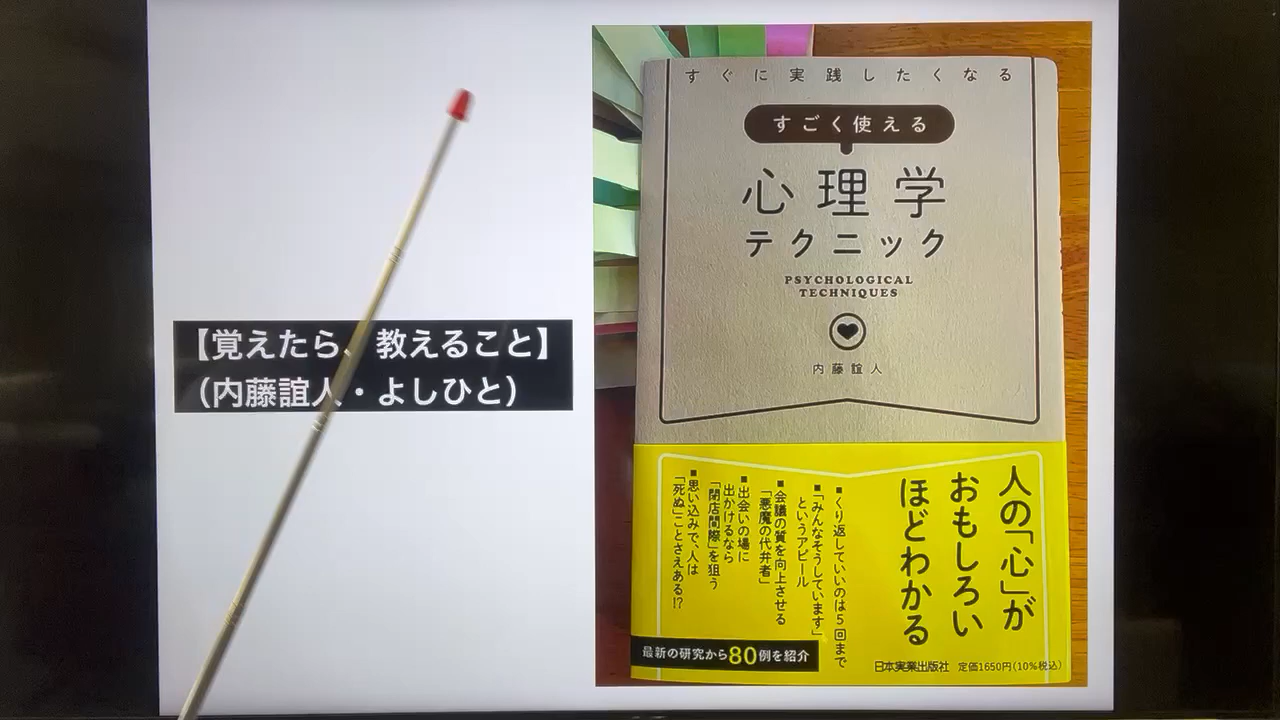 【覚えたら、教えること】
（内藤誼人・よしひと）
すぐに実践したくなる
すごく使える
心理学
テクニック
PSYCHOLOGICAL
TECHNIQUES
内藤誼人
人の「心」が
おもしろい
ほどわかる
■くり返していいのは5回まで
■「みんなそうしています」
というアピール
■会議の質を向上させる
「悪魔の代弁者」
■出会いの場に
出かけるなら
「閉店間際」を狙う
■思い込みで、人は
「死ぬ」ことさえある!?
最新の研究から80例を紹介
日本実業出版社 定価1650円(10%税込)